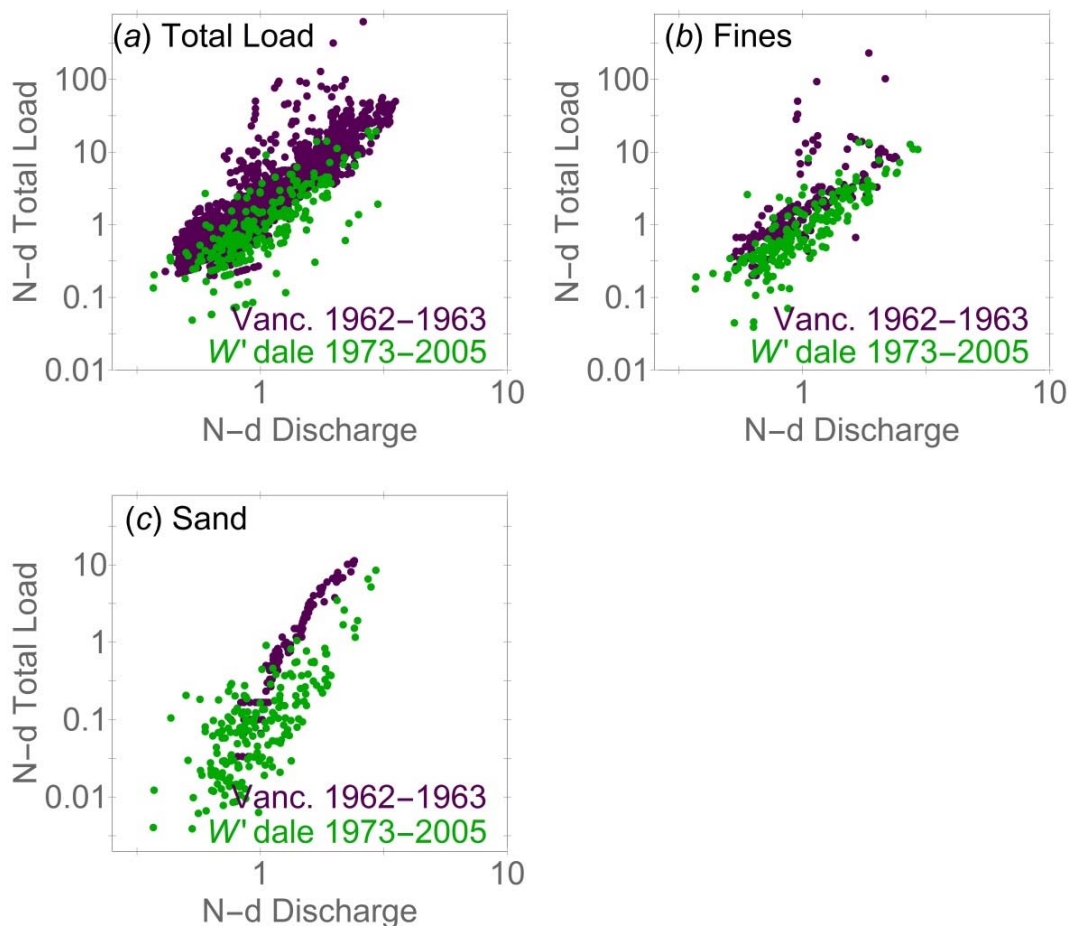 (a) Total Load
N-d Total Load
100
10
1
0.1
0.01
Vanc. 1962-1963
W' dale 1973-2005
1
10
N-d Discharge
(b) Fines
N-d Total Load
100
10
1
0.1
0.01
Vanc. 1962-1963
W' dale 1973-2005
1
10
N-d Discharge
(c) Sand
N-d Total Load
10
1
0.1
0.01
Vanc. 1962-1963
W' dale 1973-2005
1
10
N-d Discharge